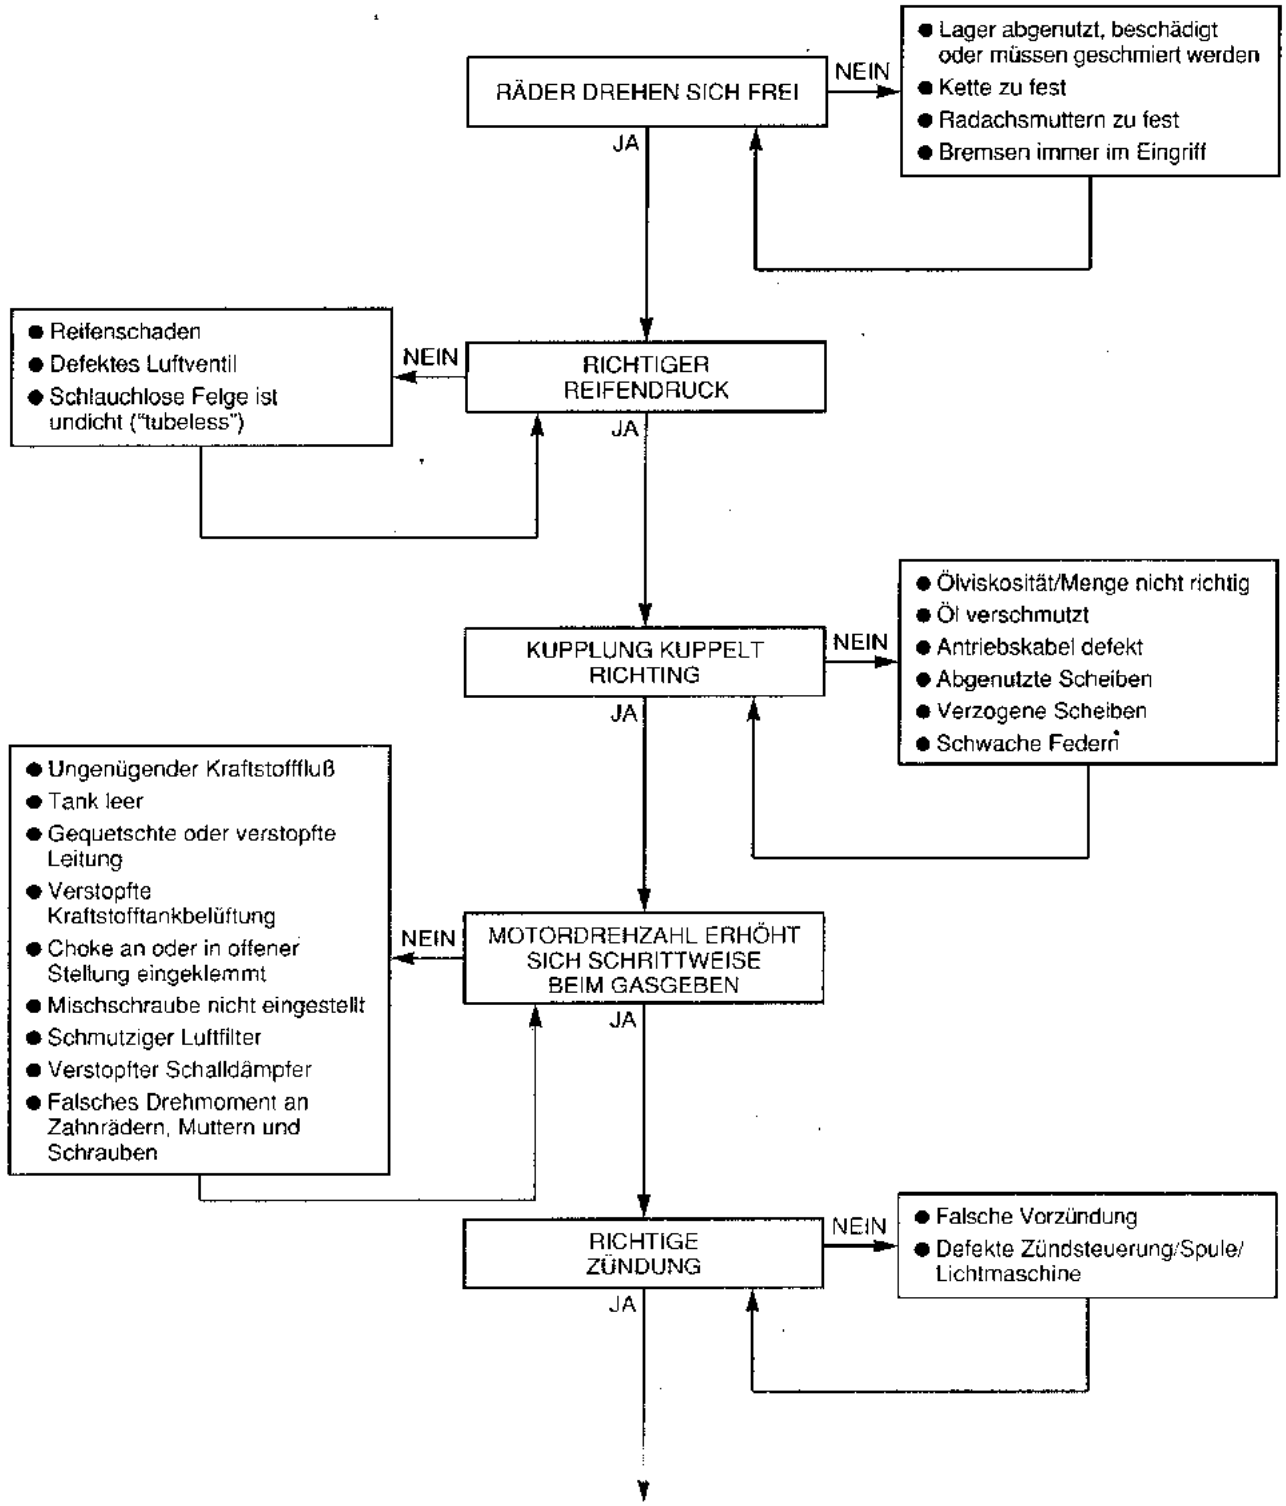 RÄDER DREHEN SICH FREI
NEIN
● Lager abgenutzt, beschädigt
oder müssen geschmiert werden
● Kette zu fest
● Radachsmuttern zu fest
● Bremsen immer im Eingriff
JA
RICHTIGER
REIFENDRUCK
NEIN
● Reifenschaden
● Defektes Luftventil
● Schlauchlose Felge ist
undicht ("tubeless")
JA
KUPPLUNG KUPPELT
RICHTING
NEIN
● Ölviskosität/Menge nicht richtig
● Öl verschmutzt
● Antriebskabel defekt
● Abgenutzte Scheiben
● Verzogene Scheiben
● Schwache Federn
JA
MOTORDREHZAHL ERHÖHT
SICH SCHRITTWEISE
BEIM GASGEBEN
NEIN
● Ungenügender Kraftstofffluß
● Tank leer
● Gequetschte oder verstopfte
Leitung
● Verstopfte
Kraftstofftankbelüftung
● Choke an oder in offener
Stellung eingeklemmt
● Mischschraube nicht eingestellt
● Schmutziger Luftfilter
● Verstopfter Schalldämpfer
● Falsches Drehmoment an
Zahnrädern, Muttern und
Schrauben
JA
RICHTIGE
ZÜNDUNG
NEIN
● Falsche Vorzündung
● Defekte Zündsteuerung/Spule/
Lichtmaschine
JA